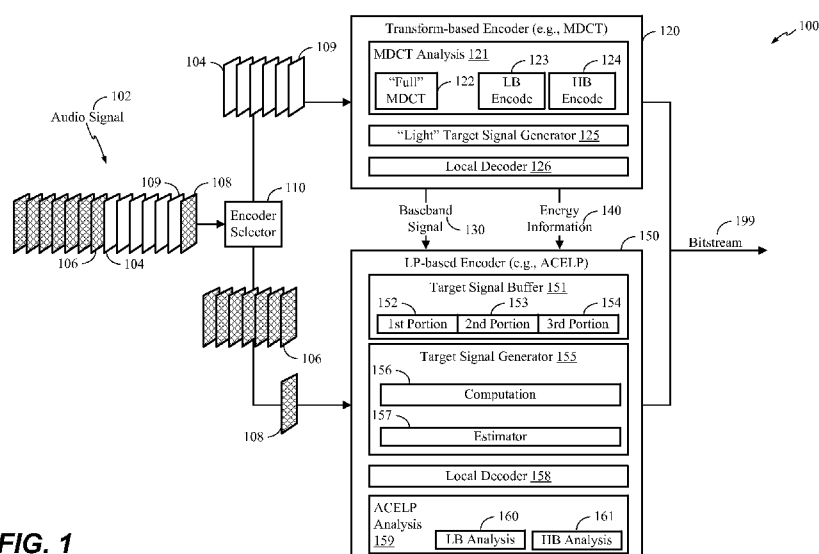 100
Transform-based Encoder (e.g., MDCT)
120
MDCT Analysis 121
123
124
"Full" MDCT
122
LB Encode
HB Encode
"Light" Target Signal Generator 125
Local Decoder 126
104
109
102
Audio Signal
109
108
110
Encoder Selector
106
104
Baseband Signal 130
Energy Information 140
150
199
Bitstream
LP-based Encoder (e.g., ACELP)
Target Signal Buffer 151
152
153
154
1st Portion
2nd Portion
3rd Portion
106
Target Signal Generator 155
156
Computation
157
Estimator
108
Local Decoder 158
ACELP Analysis 159
160
161
LB Analysis
HB Analysis
FIG. 1